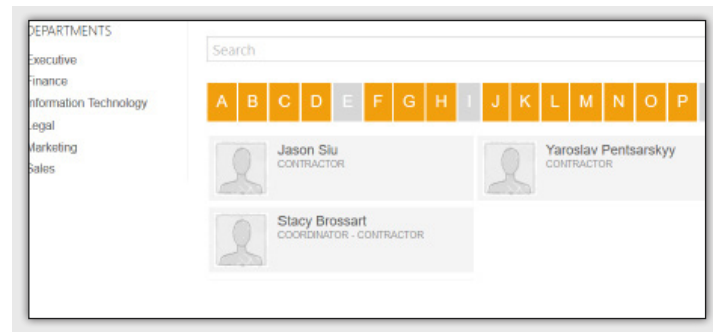 DEPARTMENTS
Executive
Finance
Information Technology
Legal
Marketing
Sales
Search
A B C D E F G H I J K L M N O P
Jason Siu
CONTRACTOR
Yaroslav Pentsarskyy
CONTRACTOR
Stacy Brossart
COORDINATOR - CONTRACTOR